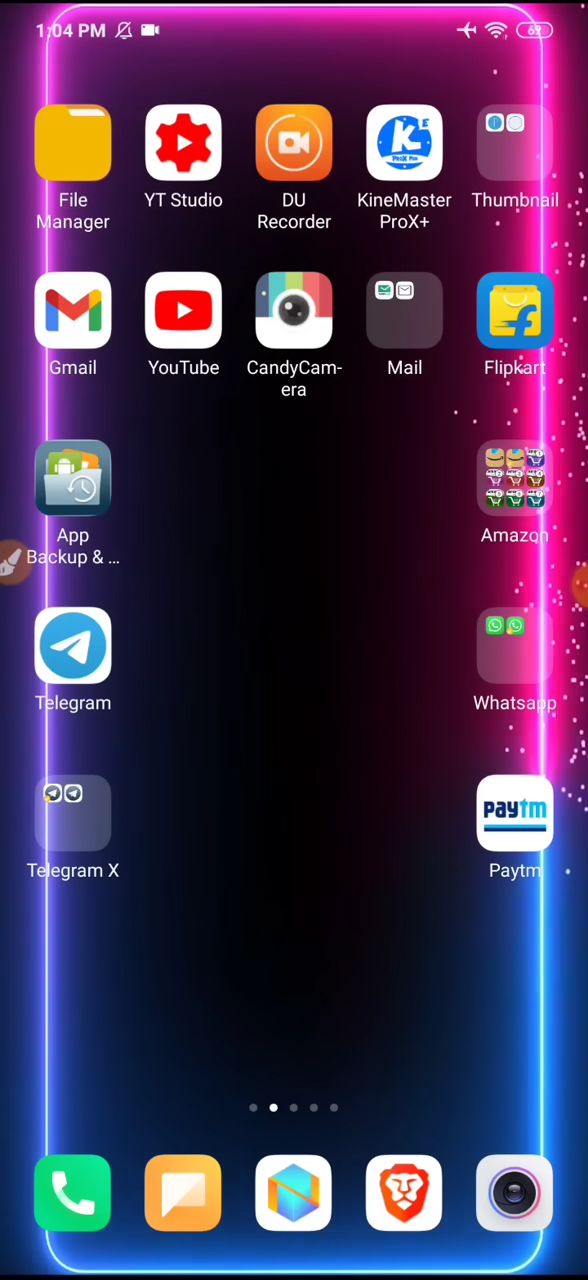 1:04 PM
69
File
Manager
YT Studio
DU
Recorder
KineMaster
ProX+
Thumbnail
Gmail
YouTube
CandyCam-
era
Mail
Flipkart
App
Backup & ...
Amazon
Telegram
Whatsapp
Telegram X
paytm
Paytm